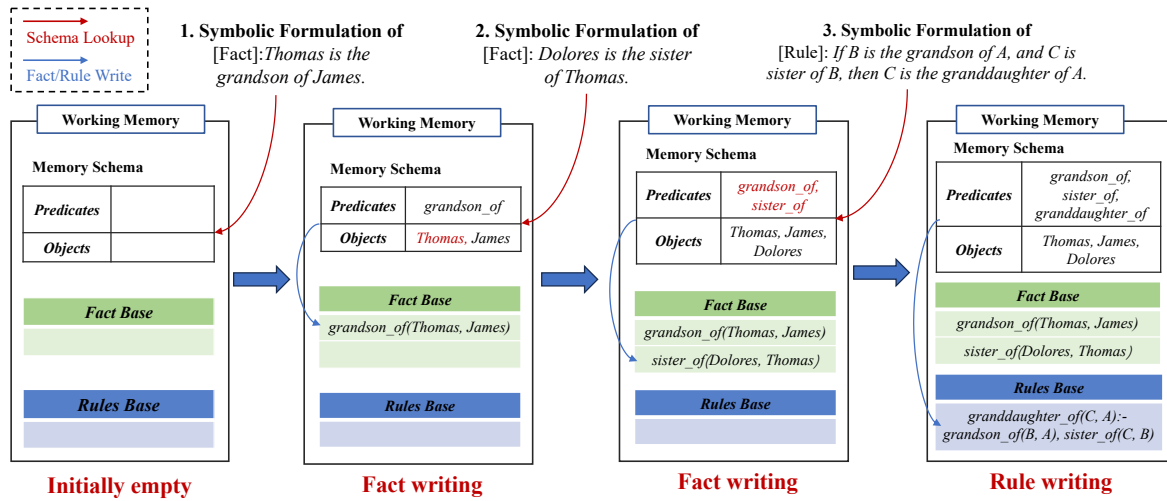 Schema Lookup
Fact/Rule Write
1. Symbolic Formulation of
[Fact]:Thomas is the
grandson of James.
2. Symbolic Formulation of
[Fact]: Dolores is the sister
of Thomas.
3. Symbolic Formulation of
[Rule]: If B is the grandson of A, and C is
sister of B, then C is the granddaughter of A.
Working Memory
Memory Schema
Predicates
Objects
Fact Base
Rules Base
Initially empty
Working Memory
Memory Schema
Predicates
grandson_of
Objects
Thomas, James
Fact Base
grandson_of(Thomas, James)
Rules Base
Fact writing
Working Memory
Memory Schema
Predicates
grandson_of,
sister_of
Objects
Thomas, James,
Dolores
Fact Base
grandson_of(Thomas, James)
sister_of(Dolores, Thomas)
Rules Base
Fact writing
Working Memory
Memory Schema
Predicates
grandson_of,
sister_of,
granddaughter_of
Objects
Thomas, James,
Dolores
Fact Base
grandson_of(Thomas, James)
sister_of(Dolores, Thomas)
Rules Base
granddaughter_of(C, A):-
grandson_of(B, A), sister_of(C, B)
Rule writing